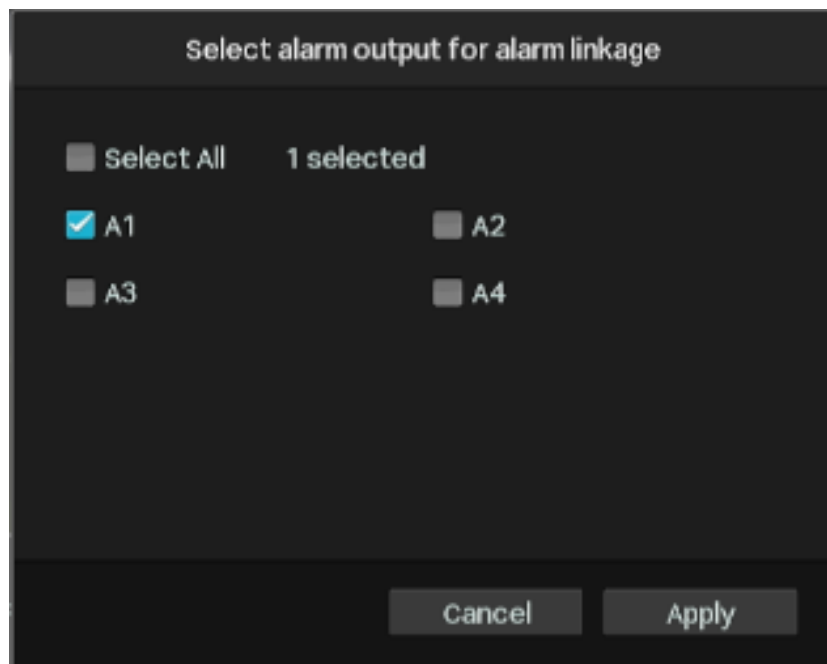 Select alarm output for alarm linkage
Select All 1 selected
A1 A2
A3 A4
Cancel Apply